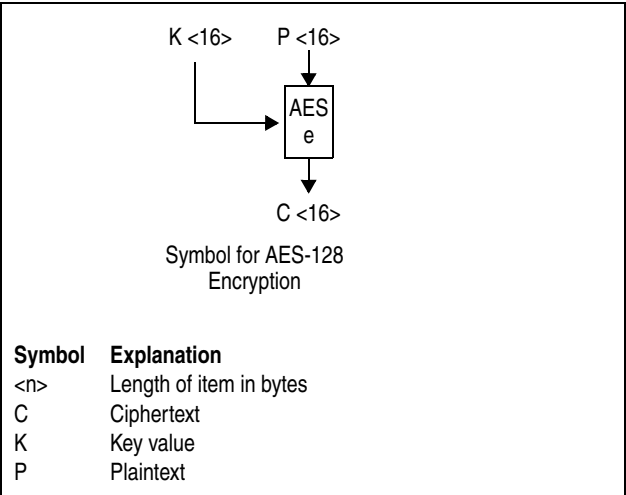 K <16> P <16>
AES
e
C <16>
Symbol for AES-128
Encryption
Symbol Explanation
<n> Length of item in bytes
C Ciphertext
K Key value
P Plaintext